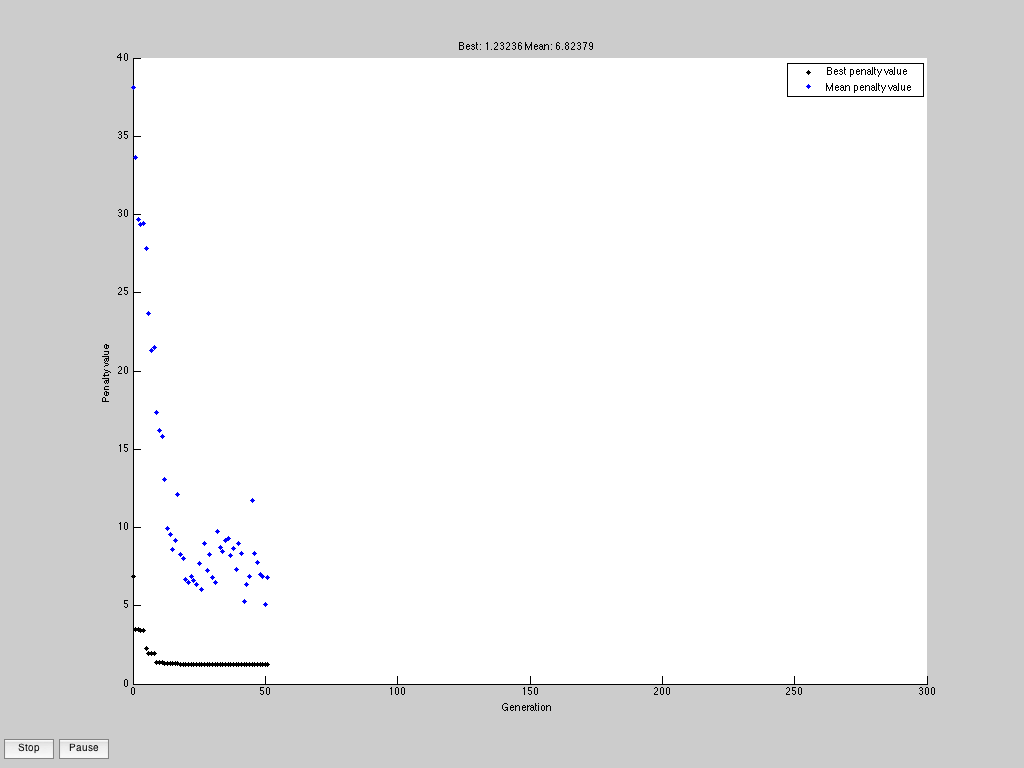 Best: 1.23236 Mean: 6.82379
Best penalty value
Mean penalty value
40
35
30
25
20
15
10
5
0
Penalty value
0 50 100 150 200 250 300
Generation
Stop Pause